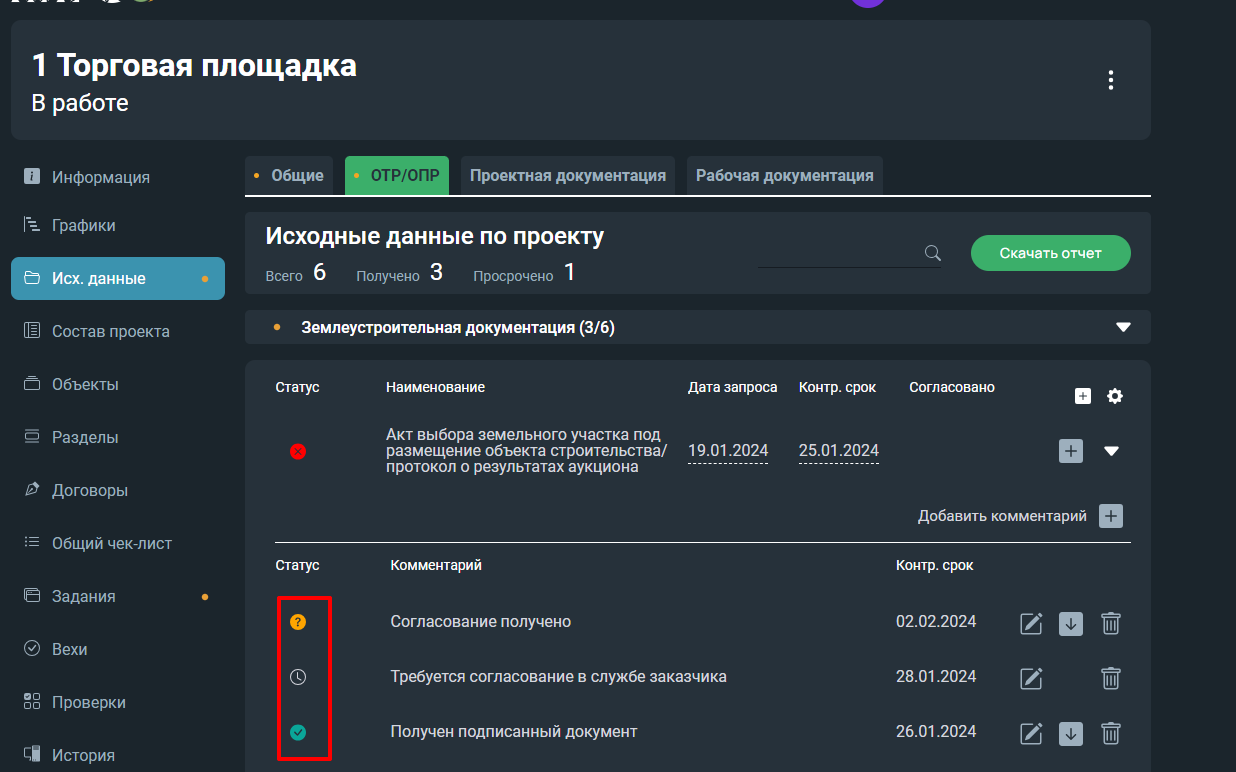 1 Торговая площадка
В работе
Информация
Графики
Исх. данные
Состав проекта
Объекты
Разделы
Договоры
Общий чек-лист
Задания
Вехи
Проверки
История
Общие ОТР/ОПР Проектная документация Рабочая документация
Исходные данные по проекту
Всего 6 Получено 3 Просрочено 1
Скачать отчет
Землеустроительная документация (3/6)
Статус Наименование Дата запроса Контр. срок Согласовано
Акт выбора земельного участка под
размещение объекта строительства/
протокол о результатах аукциона
19.01.2024 25.01.2024
Добавить комментарий
Статус Комментарий Контр. срок
Согласование получено 02.02.2024
Требуется согласование в службе заказчика 28.01.2024
Получен подписанный документ 26.01.2024